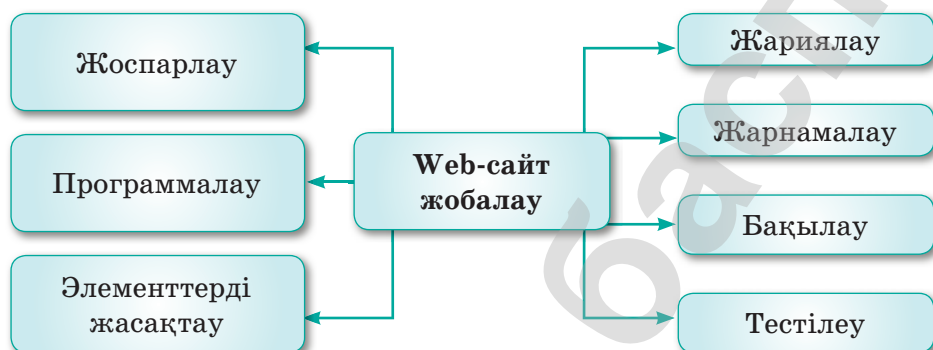 Жоспарлау
Программалау
Элементтерді
жасақтау
Web-сайт
жобалау
Жариялау
Жарнамалау
Бақылау
Тестілеу